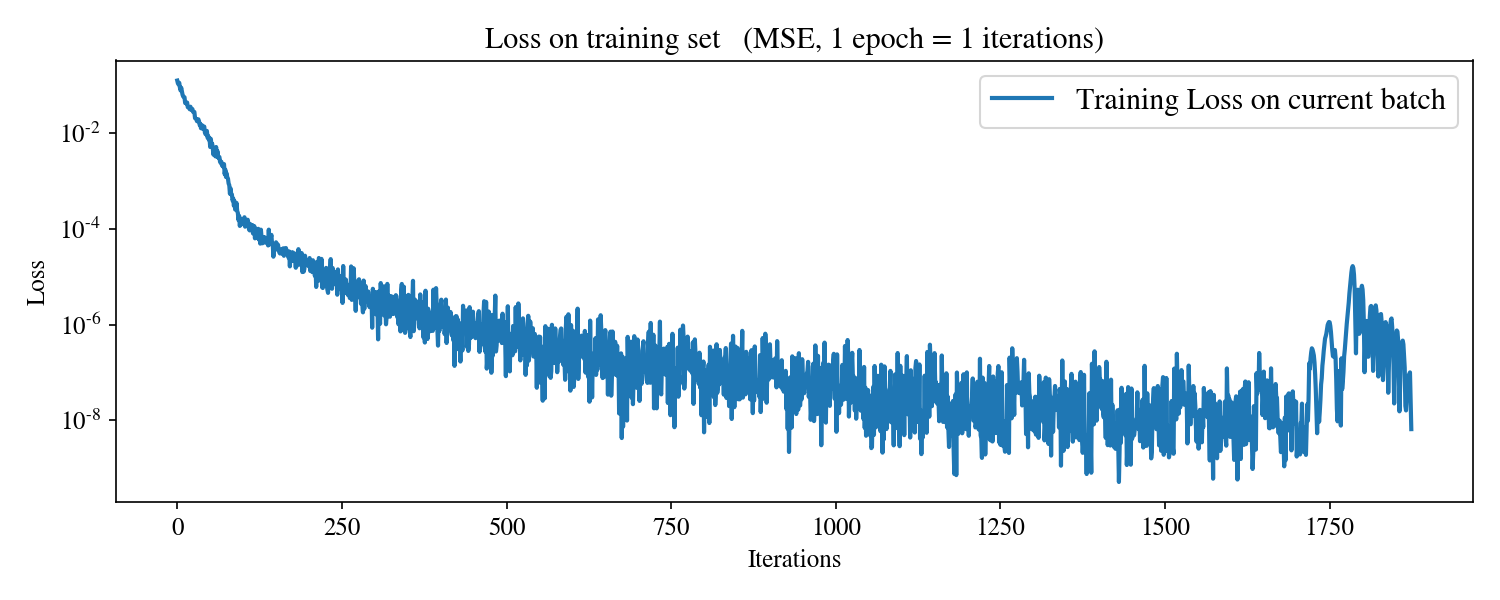 Loss on training set   (MSE, 1 epoch = 1 iterations)
Training Loss on current batch
10⁻²
10⁻⁴
10⁻⁶
10⁻⁸
Loss
0 250 500 750 1000 1250 1500 1750
Iterations